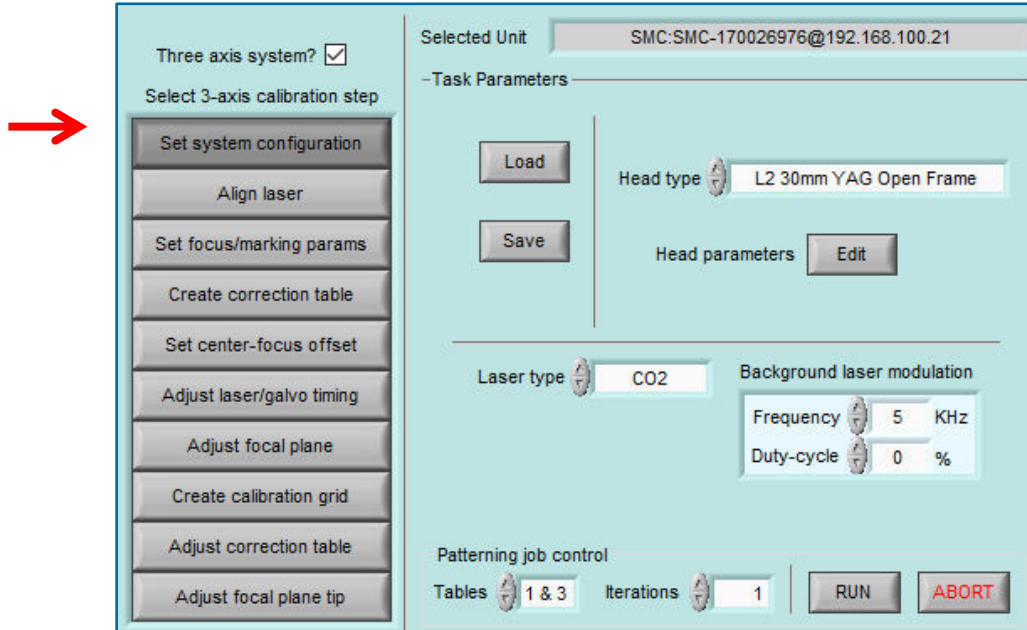 Three axis system?
Select 3-axis calibration step
Set system configuration
Align laser
Set focus/marking params
Create correction table
Set center-focus offset
Adjust laser/galvo timing
Adjust focal plane
Create calibration grid
Adjust correction table
Adjust focal plane tip
Selected Unit SMC:SMC-170026976@192.168.100.21
Task Parameters
Load
Save
Head type L2 30mm YAG Open Frame
Head parameters Edit
Laser type CO2
Background laser modulation
Frequency 5 KHz
Duty-cycle 0 %
Patterning job control
Tables 1 & 3 Iterations 1 RUN ABORT